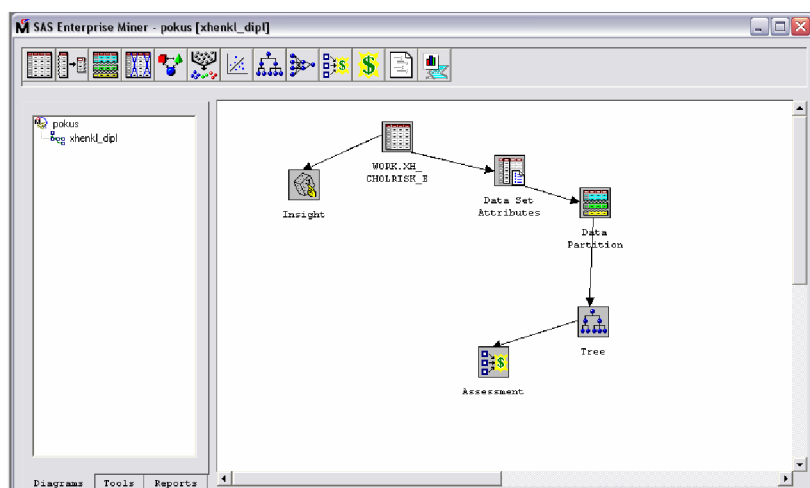 SAS Enterprise Miner - pokus [xhenkl_dipl]
pokus
xhenkl_dipl
WORK.XH_
CHOLRISK_E
Insight
Data Set
Attributes
Data
Partition
Tree
Assessment
Diagrams Tools Reports